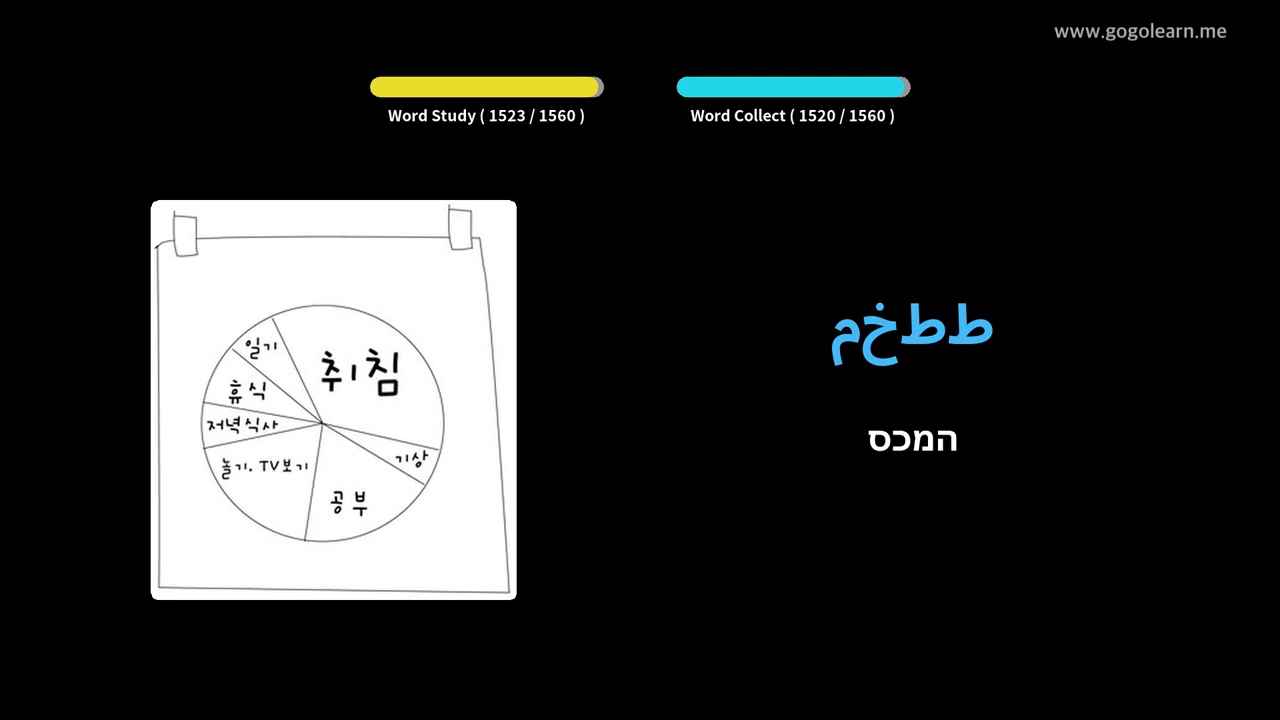 www.gogolearn.me
Word Study ( 1523 / 1560 )
Word Collect ( 1520 / 1560 )
일기
취침
휴식
저녁식사
놀기. TV보기
기상
공부
ططخم
המכס